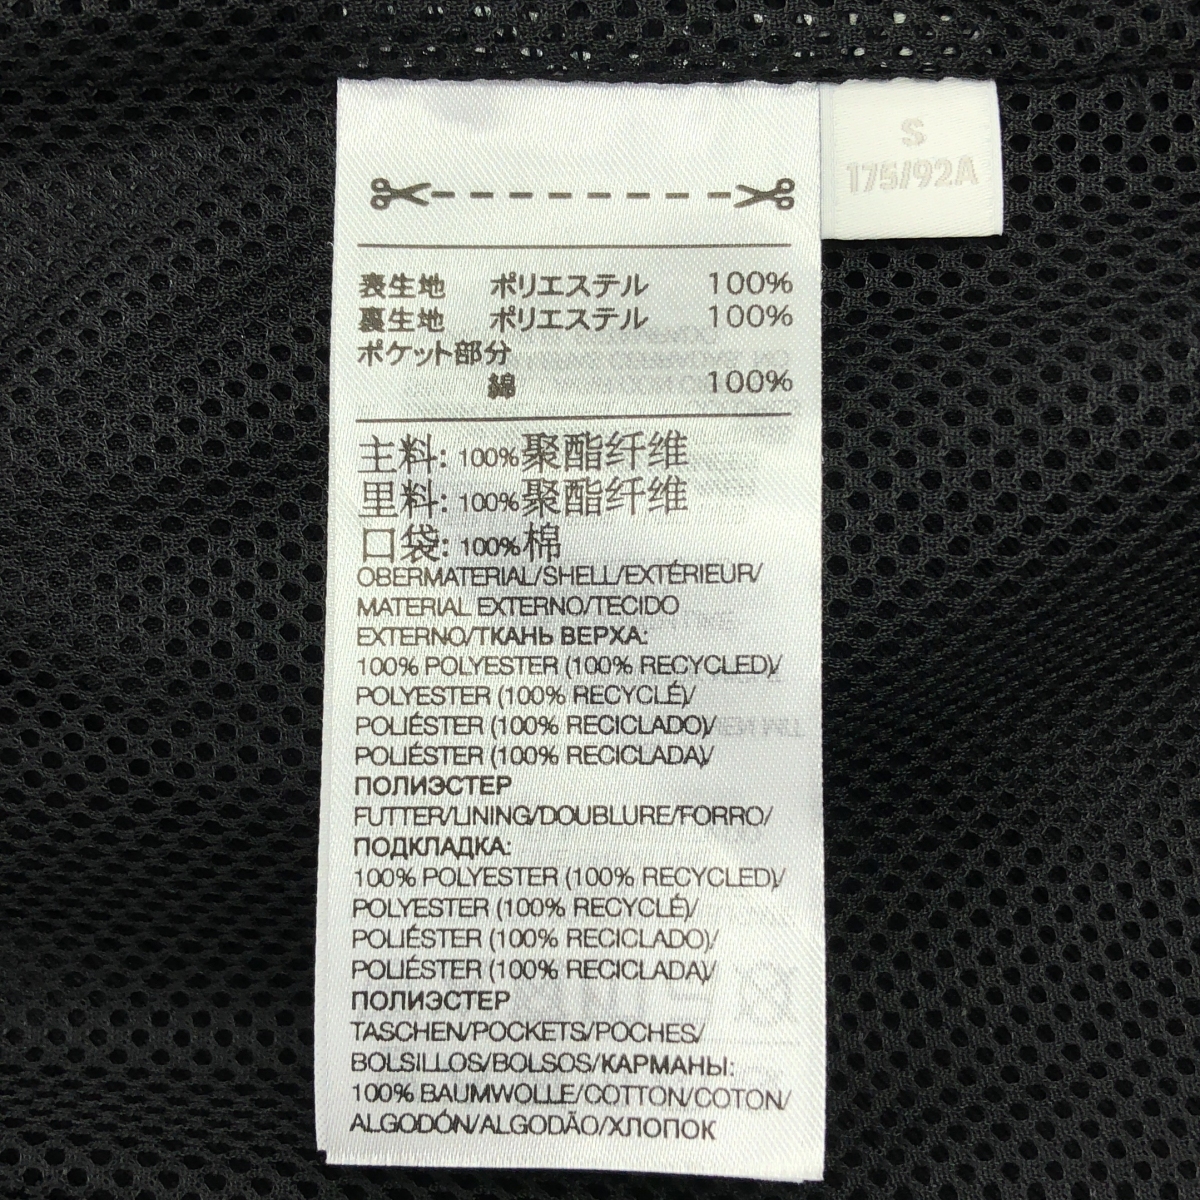 S
175/92A
表生地 ポリエステル 100%
裏生地 ポリエステル 100%
ポケット部分
綿 100%
主料: 100%聚酯纤维
里料: 100%聚酯纤维
口袋: 100%棉
OBERMATERIAL/SHELL/EXTÉRIEUR/
MATERIAL EXTERNO/TECIDO
EXTERNO/ТКАНЬ ВЕРХА:
100% POLYESTER (100% RECYCLED)/
POLYESTER (100% RECYCLÉ)/
POLIÉSTER (100% RECICLADO)/
POLIÉSTER (100% RECICLADA)/
ПОЛИЭСТЕР
FUTTER/LINING/DOUBLURE/FORRO/
ПОДКЛАДКА:
100% POLYESTER (100% RECYCLED)/
POLYESTER (100% RECYCLÉ)/
POLIÉSTER (100% RECICLADO)/
POLIÉSTER (100% RECICLADA)/
ПОЛИЭСТЕР
TASCHEN/POCKETS/POCHES/
BOLSILLOS/BOLSOS/КАРМАНЫ:
100% BAUMWOLLE/COTTON/COTON/
ALGODÓN/ALGODÃO/ХЛОПОК